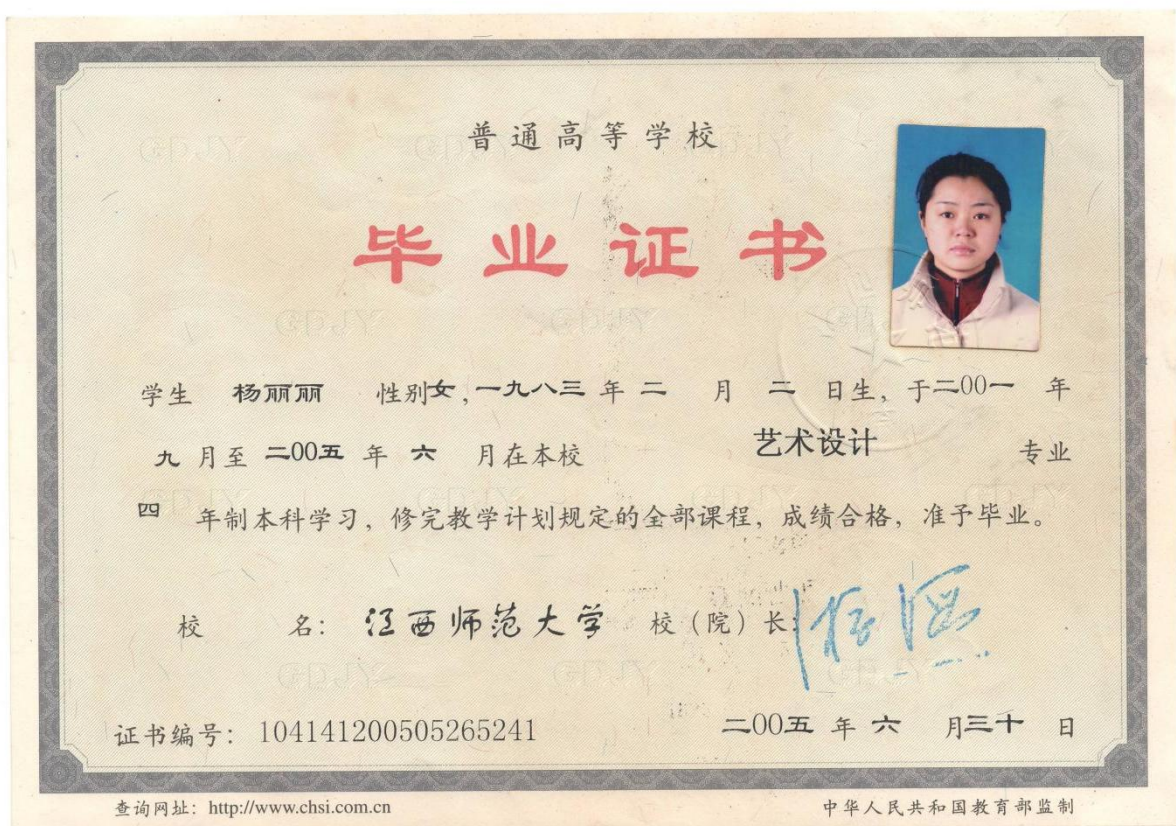 普通高等学校
毕业证书
学生 杨丽丽 性别女,一九八三 年 二 月 二 日生, 于二00一 年
九 月至 二00五 年 六 月在本校 艺术设计 专业
四 年制本科学习, 修完教学计划规定的全部课程, 成绩合格, 准予毕业。
校 名: 江西师范大学 校(院)长:
证书编号: 104141200505265241 二00五 年 六 月三十 日
查询网址: http://www.chsi.com.cn 中华人民共和国教育部监制